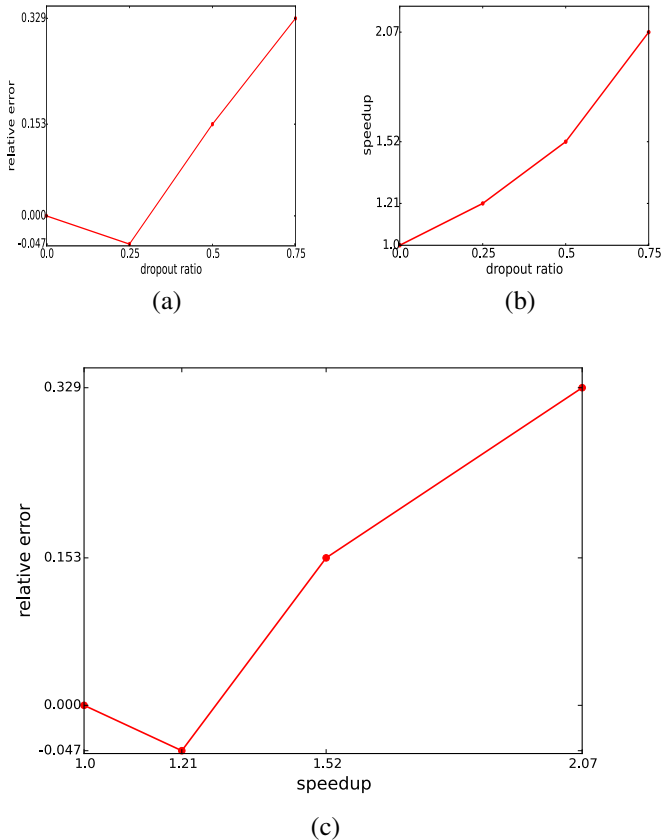 0.329
0.153
0.000
-0.047
0.0
0.25
0.5
0.75
relative error
dropout ratio
(a)
2.07
1.52
1.21
1.0
0.0
0.25
0.5
0.75
speedup
dropout ratio
(b)
0.329
0.153
0.000
-0.047
1.0
1.21
1.52
2.07
relative error
speedup
(c)